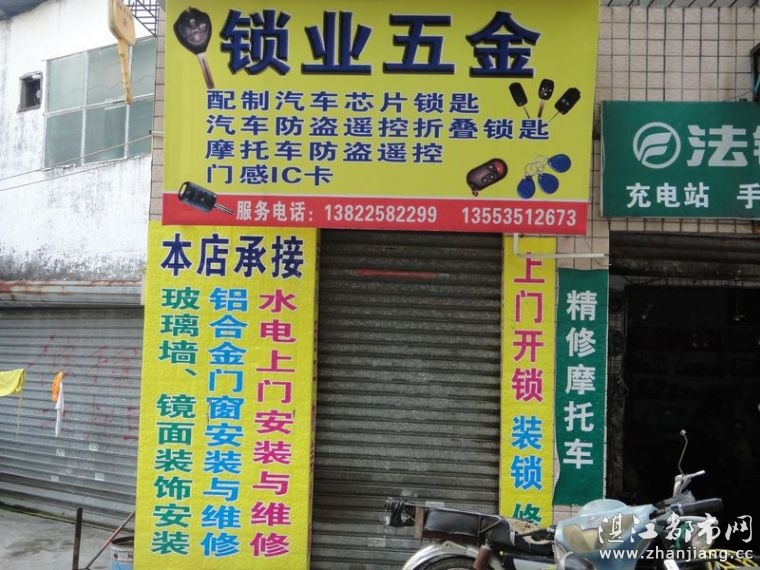 锁业五金
配制汽车芯片锁匙
汽车防盗遥控折叠锁匙
摩托车防盗遥控
门感IC卡
服务电话：13822582299 13553512673
本店承接
水电上门安装与维修
铝合金门窗安装与维修
玻璃墙、镜面装饰安装
上门开锁
装锁
修
精修摩托车
法
充电站 手
湛江都市网
www.zhanjiang.cc